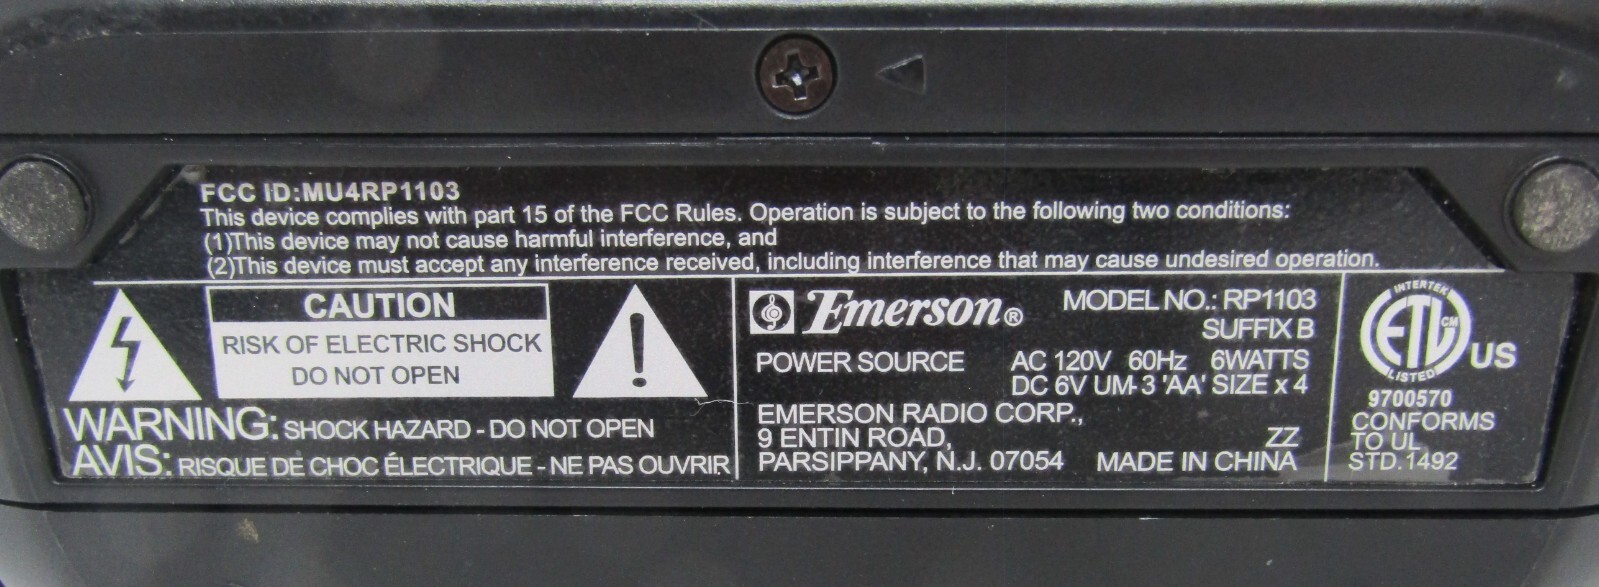 FCC ID:MU4RP1103
This device complies with part 15 of the FCC Rules. Operation is subject to the following two conditions:
(1)This device may not cause harmful interference, and
(2)This device must accept any interference received, including interference that may cause undesired operation.
CAUTION
RISK OF ELECTRIC SHOCK
DO NOT OPEN
WARNING: SHOCK HAZARD - DO NOT OPEN
AVIS: RISQUE DE CHOC ÉLECTRIQUE - NE PAS OUVRIR
Emerson®
MODEL NO.: RP1103
SUFFIX B
POWER SOURCE AC 120V 60Hz 6WATTS
DC 6V UM-3 'AA' SIZE x 4
EMERSON RADIO CORP.,
9 ENTIN ROAD, ZZ
PARSIPPANY, N.J. 07054 MADE IN CHINA
INTERTEK
ETL CM
LISTED
US
9700570
CONFORMS
TO UL
STD.1492